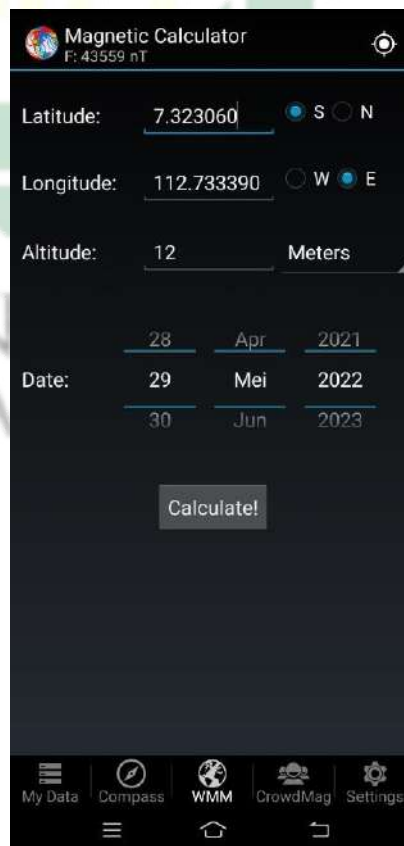 Magnetic Calculator
F: 43559 nT
Latitude: 7.323060 S N
Longitude: 112.733390 W E
Altitude: 12 Meters
28 Apr 2021
Date: 29 Mei 2022
30 Jun 2023
Calculate!
My Data Compass WMM CrowdMag Settings